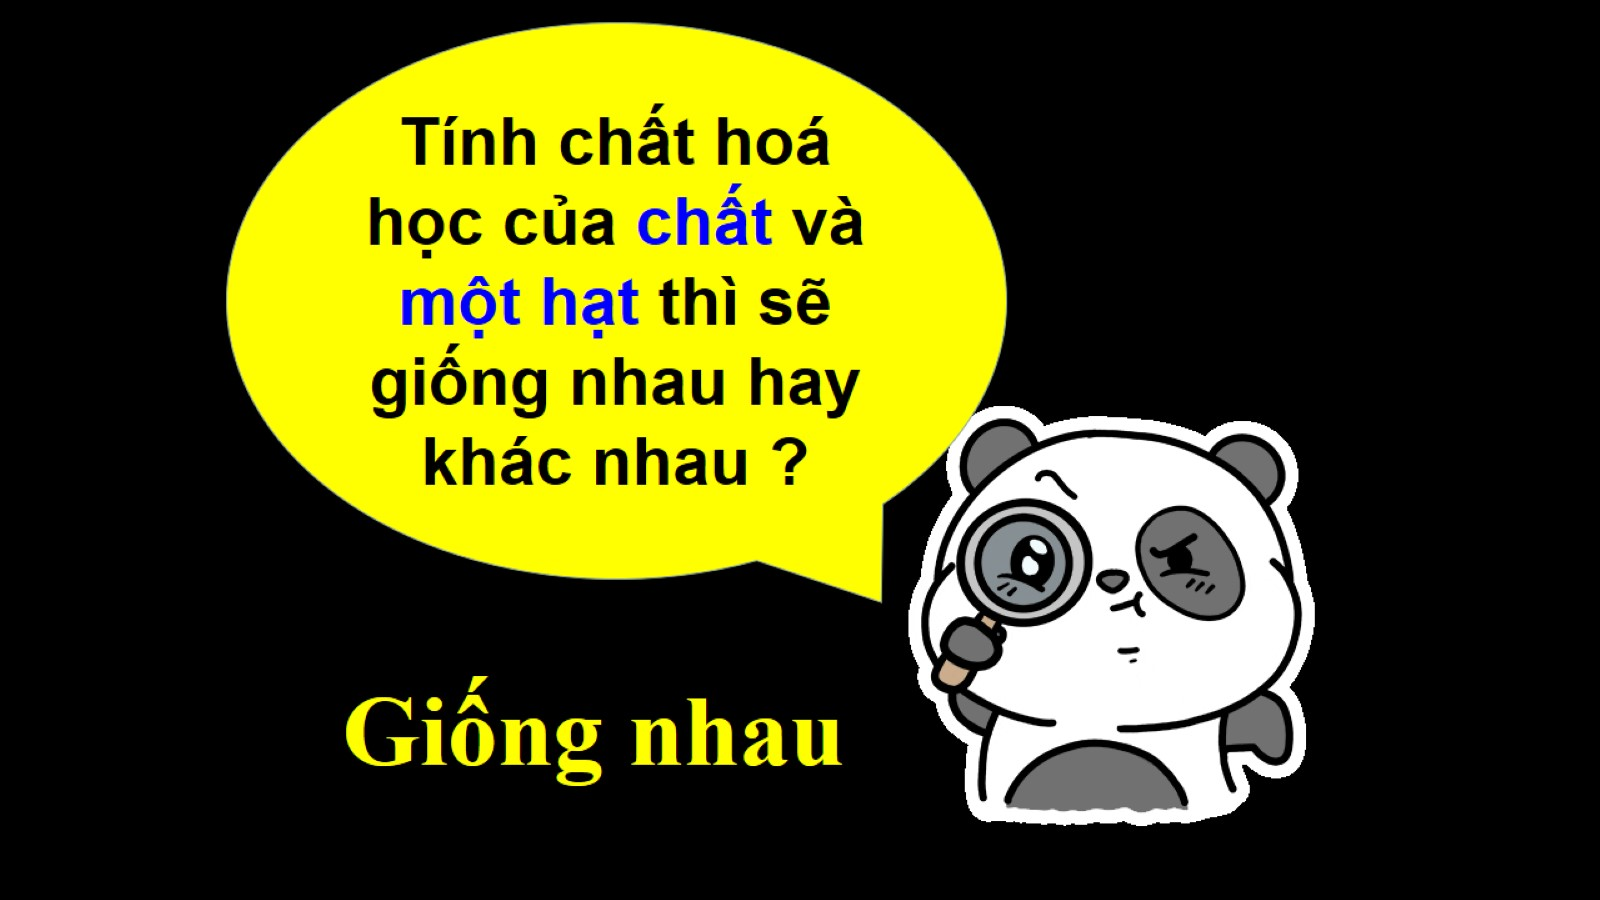 Tính chất hoá
học của chất và
một hạt thì sẽ
giống nhau hay
khác nhau ?
Giống nhau